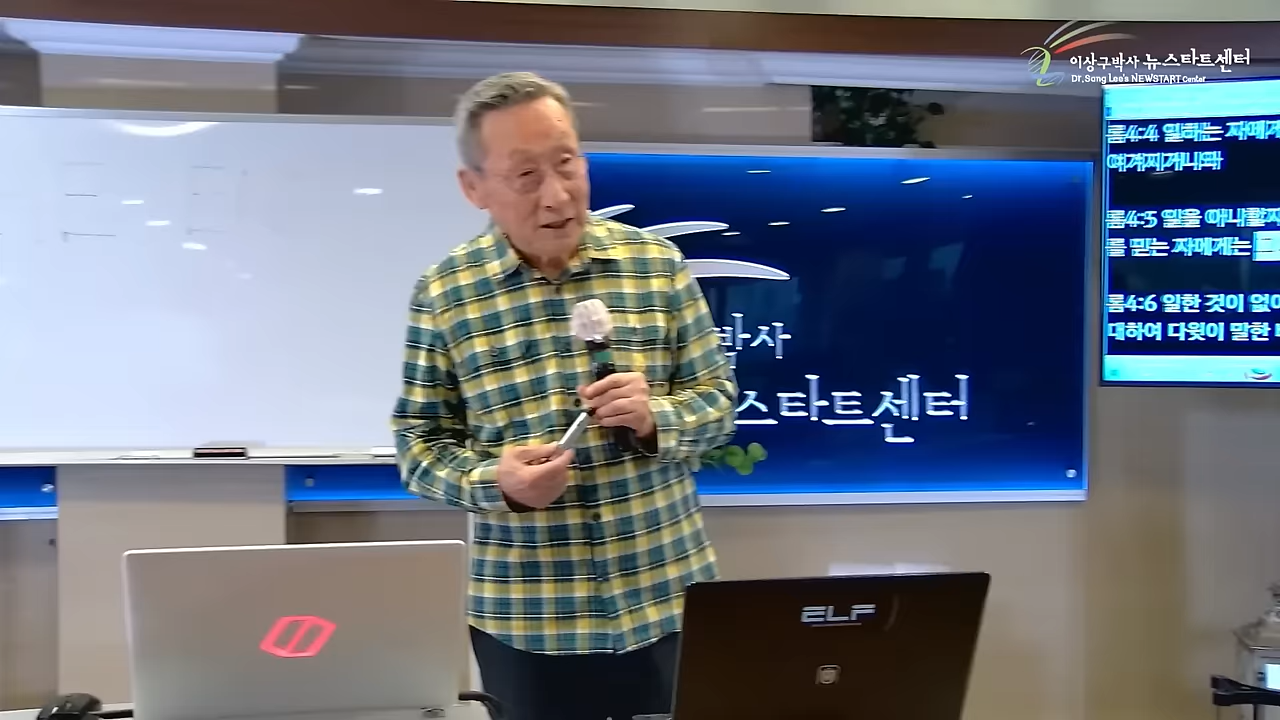 이상구박사 뉴스타트센터
Dr.Sang Lee's NEWSTART Center
롬4:4 일하는 자에게
여겨지거니와
롬4:5 일을 아니할지
를 믿는 자에게는
롬4:6 일한 것이 없이
대하여 다윗이 말한
박사
스타트센터
ELF